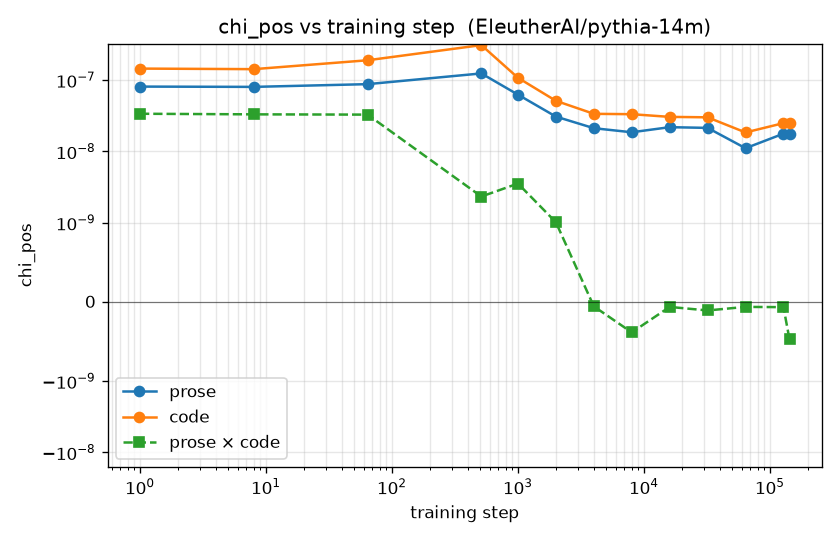 chi_pos vs training step (EleutherAI/pythia-14m)
10⁻⁷
10⁻⁸
10⁻⁹
0
−10⁻⁹
−10⁻⁸
chi_pos
prose
code
prose × code
10⁰ 10¹ 10² 10³ 10⁴ 10⁵
training step